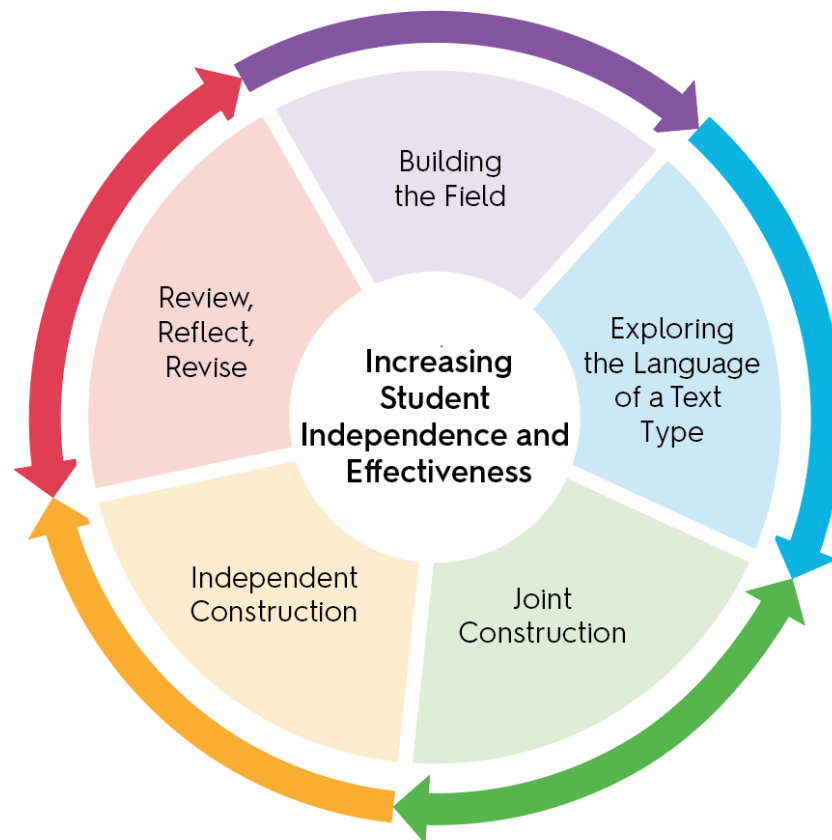 Building
the Field
Exploring
the Language
of a Text
Type
Joint
Construction
Independent
Construction
Review,
Reflect,
Revise
Increasing
Student
Independence and
Effectiveness